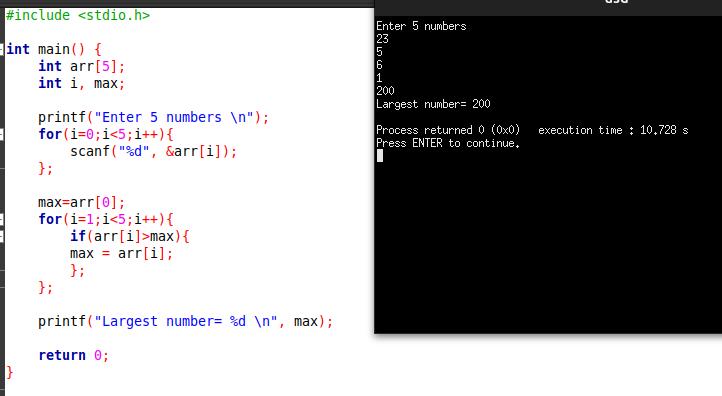 #include <stdio.h>
int main() {
int arr[5];
int i, max;
printf("Enter 5 numbers \n");
for(i=0;i<5;i++){
scanf("%d", &arr[i]);
};
max=arr[0];
for(i=1;i<5;i++){
if(arr[i]>max){
max = arr[i];
};
};
printf("Largest number= %d \n", max);
return 0;
}
Enter 5 numbers
23
5
6
1
200
Largest number= 200
Process returned 0 (0x0)   execution time : 10.728 s
Press ENTER to continue.